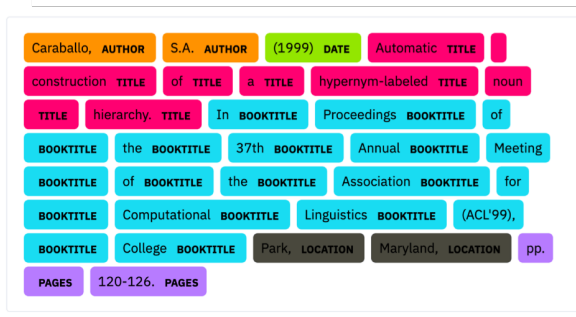 Caraballo, AUTHOR S.A. AUTHOR (1999) DATE Automatic TITLE
construction TITLE of TITLE a TITLE hypernym-labeled TITLE noun
TITLE hierarchy. TITLE In BOOKTITLE Proceedings BOOKTITLE of
BOOKTITLE the BOOKTITLE 37th BOOKTITLE Annual BOOKTITLE Meeting
BOOKTITLE of BOOKTITLE the BOOKTITLE Association BOOKTITLE for
BOOKTITLE Computational BOOKTITLE Linguistics BOOKTITLE (ACL'99),
BOOKTITLE College BOOKTITLE Park, LOCATION Maryland, LOCATION pp.
PAGES 120-126. PAGES